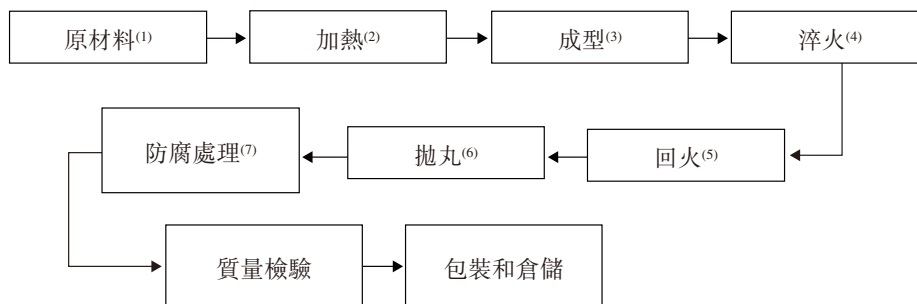 原材料(1)
加熱(2)
成型(3)
淬火(4)
回火(5)
拋丸(6)
防腐處理(7)
質量檢驗
包裝和倉儲